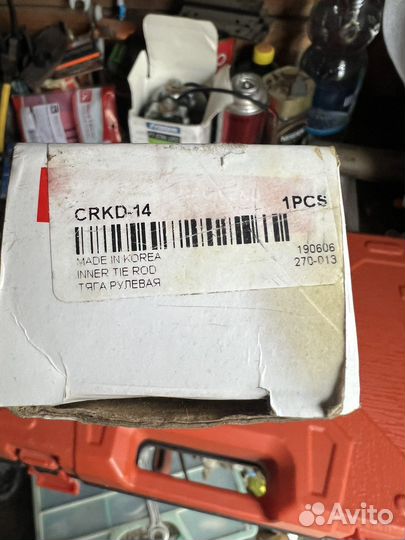 CRKD-14 1PCS
MADE IN KOREA 190606
INNER TIE ROD 270-013
ТЯГА РУЛЕВАЯ
Avito